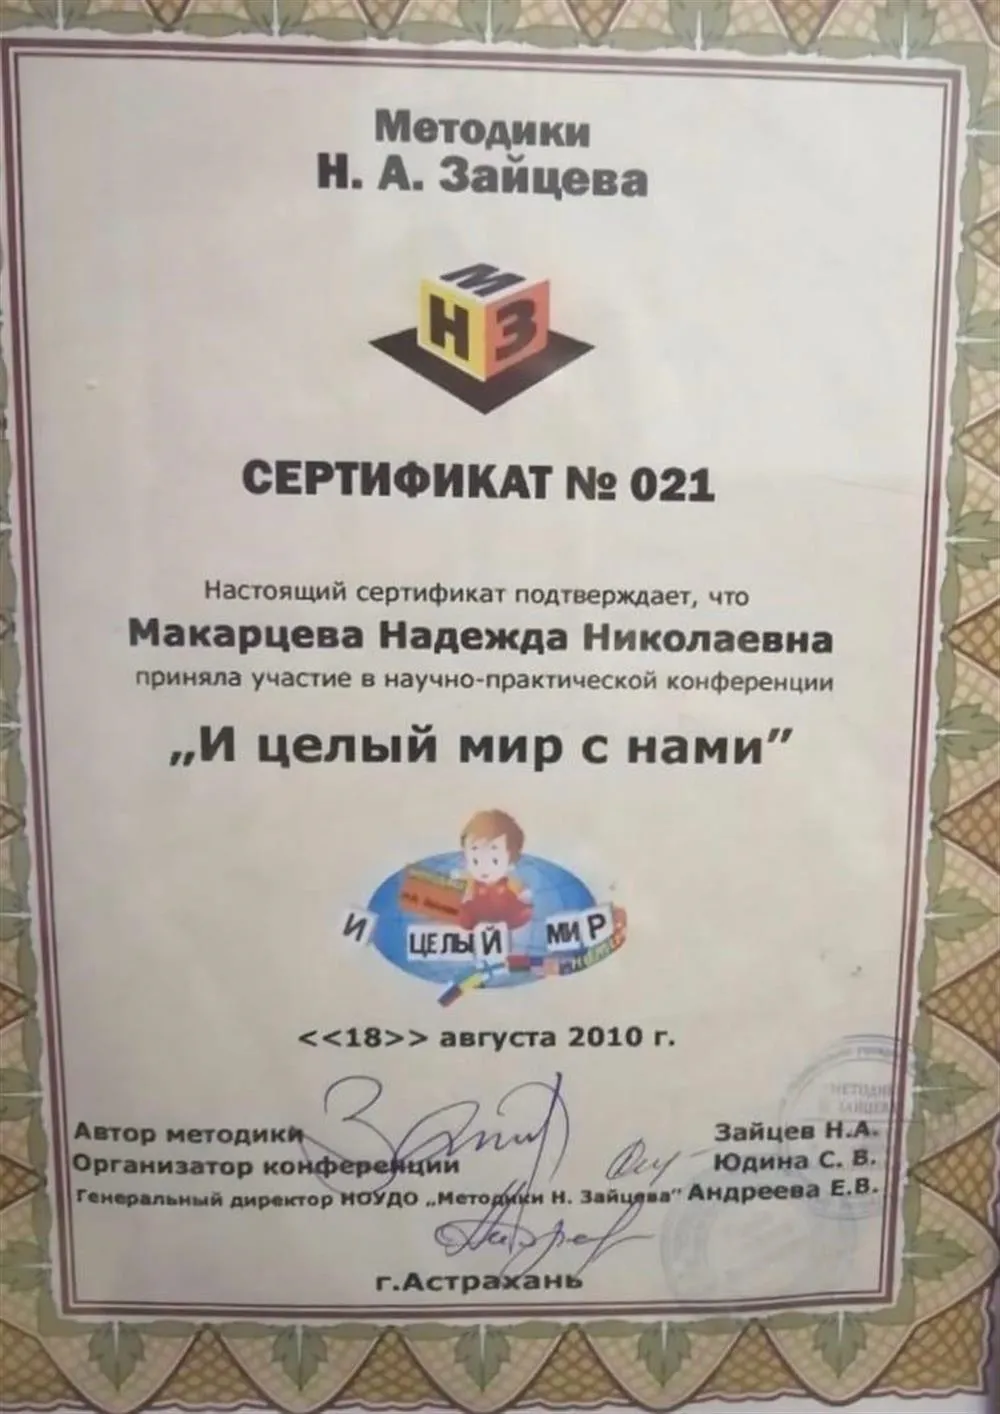 Методики
Н. А. Зайцева
М
Н З
СЕРТИФИКАТ № 021
Настоящий сертификат подтверждает, что
Макарцева Надежда Николаевна
приняла участие в научно-практической конференции
„И целый мир с нами”
И ЦЕЛЫЙ МИР
<<18>> августа 2010 г.
Автор методики Зайцев Н.А.
Организатор конференции Юдина С. В.
Генеральный директор НОУДО „Методики Н. Зайцева” Андреева Е.В.
г.Астрахань